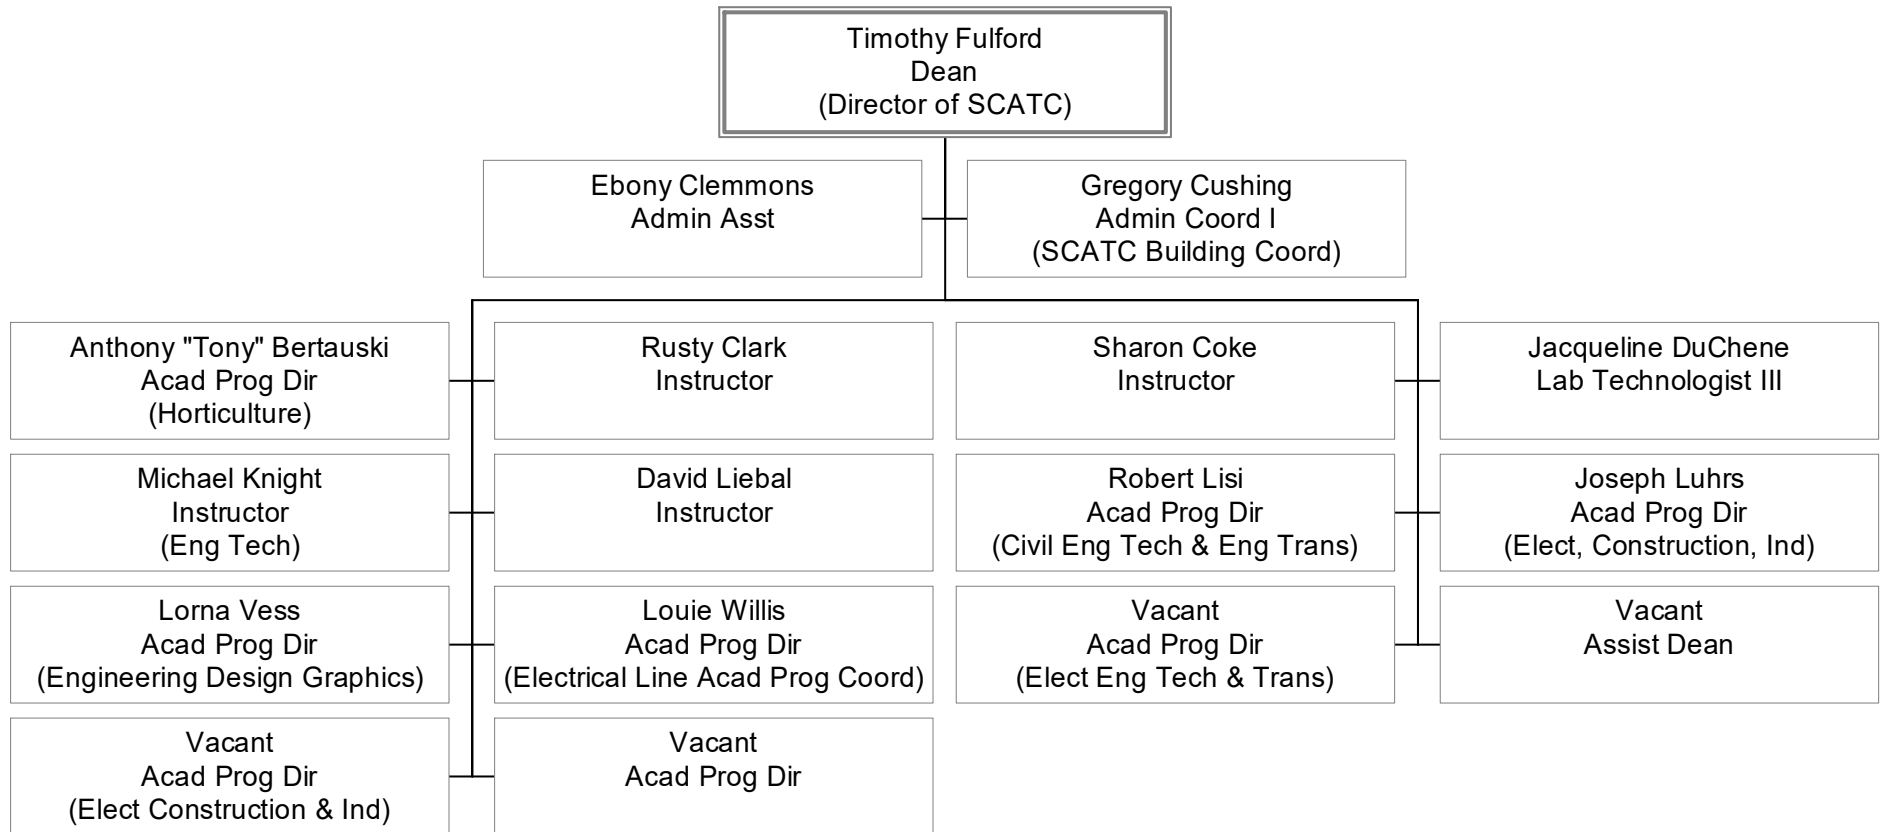 Timothy Fulford
Dean
(Director of SCATC)
Ebony Clemmons
Admin Asst
Gregory Cushing
Admin Coord I
(SCATC Building Coord)
Anthony "Tony" Bertauski
Acad Prog Dir
(Horticulture)
Rusty Clark
Instructor
Sharon Coke
Instructor
Jacqueline DuChene
Lab Technologist III
Michael Knight
Instructor
(Eng Tech)
David Liebal
Instructor
Robert Lisi
Acad Prog Dir
(Civil Eng Tech & Eng Trans)
Joseph Luhrs
Acad Prog Dir
(Elect, Construction, Ind)
Lorna Vess
Acad Prog Dir
(Engineering Design Graphics)
Louie Willis
Acad Prog Dir
(Electrical Line Acad Prog Coord)
Vacant
Acad Prog Dir
(Elect Eng Tech & Trans)
Vacant
Assist Dean
Vacant
Acad Prog Dir
(Elect Construction & Ind)
Vacant
Acad Prog Dir